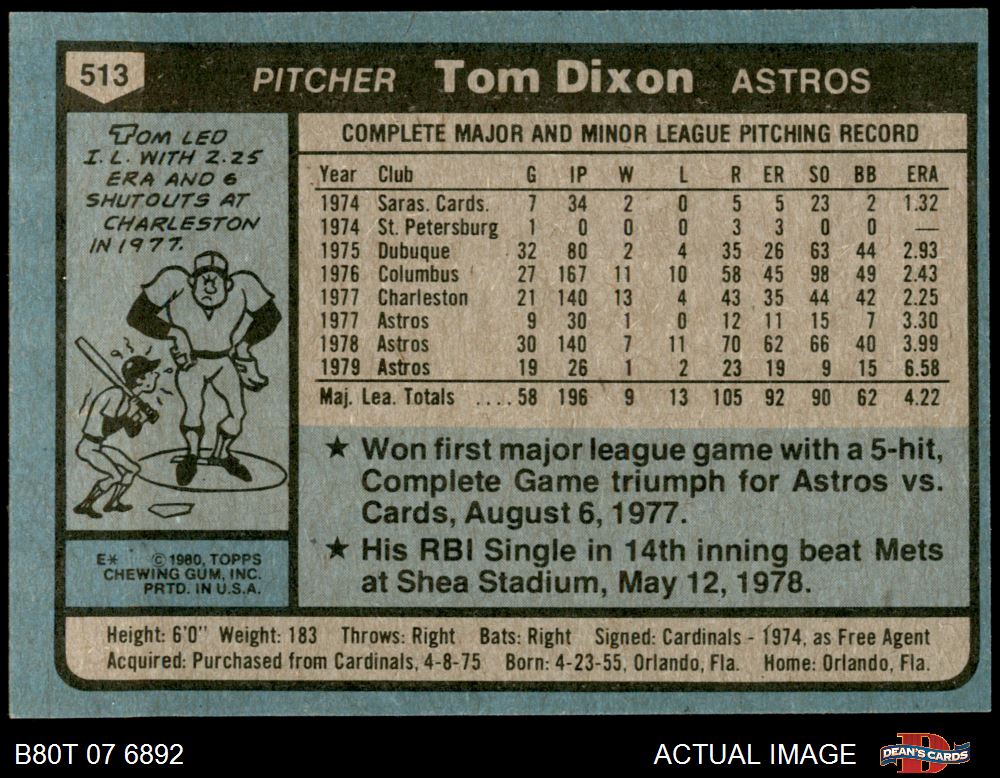 513
PITCHER Tom Dixon ASTROS
TOM LED
I.L. WITH 2.25
ERA AND 6
SHUTOUTS AT
CHARLESTON
IN 1977.
COMPLETE MAJOR AND MINOR LEAGUE PITCHING RECORD
Year Club G IP W L R ER SO BB ERA
1974 Saras. Cards. 7 34 2 0 5 5 23 2 1.32
1974 St. Petersburg 1 0 0 0 3 3 0 0 —
1975 Dubuque 32 80 2 4 35 26 63 44 2.93
1976 Columbus 27 167 11 10 58 45 98 49 2.43
1977 Charleston 21 140 13 4 43 35 44 42 2.25
1977 Astros 9 30 1 0 12 11 15 7 3.30
1978 Astros 30 140 7 11 70 62 66 40 3.99
1979 Astros 19 26 1 2 23 19 9 15 6.58
Maj. Lea. Totals .... 58 196 9 13 105 92 90 62 4.22
★ Won first major league game with a 5-hit,
Complete Game triumph for Astros vs.
Cards, August 6, 1977.
★ His RBI Single in 14th inning beat Mets
at Shea Stadium, May 12, 1978.
E* © 1980, TOPPS
CHEWING GUM, INC.
PRTD. IN U.S.A.
Height: 6'0" Weight: 183 Throws: Right Bats: Right Signed: Cardinals - 1974, as Free Agent
Acquired: Purchased from Cardinals, 4-8-75 Born: 4-23-55, Orlando, Fla. Home: Orlando, Fla.
B80T 07 6892
ACTUAL IMAGE
DEAN'S CARDS